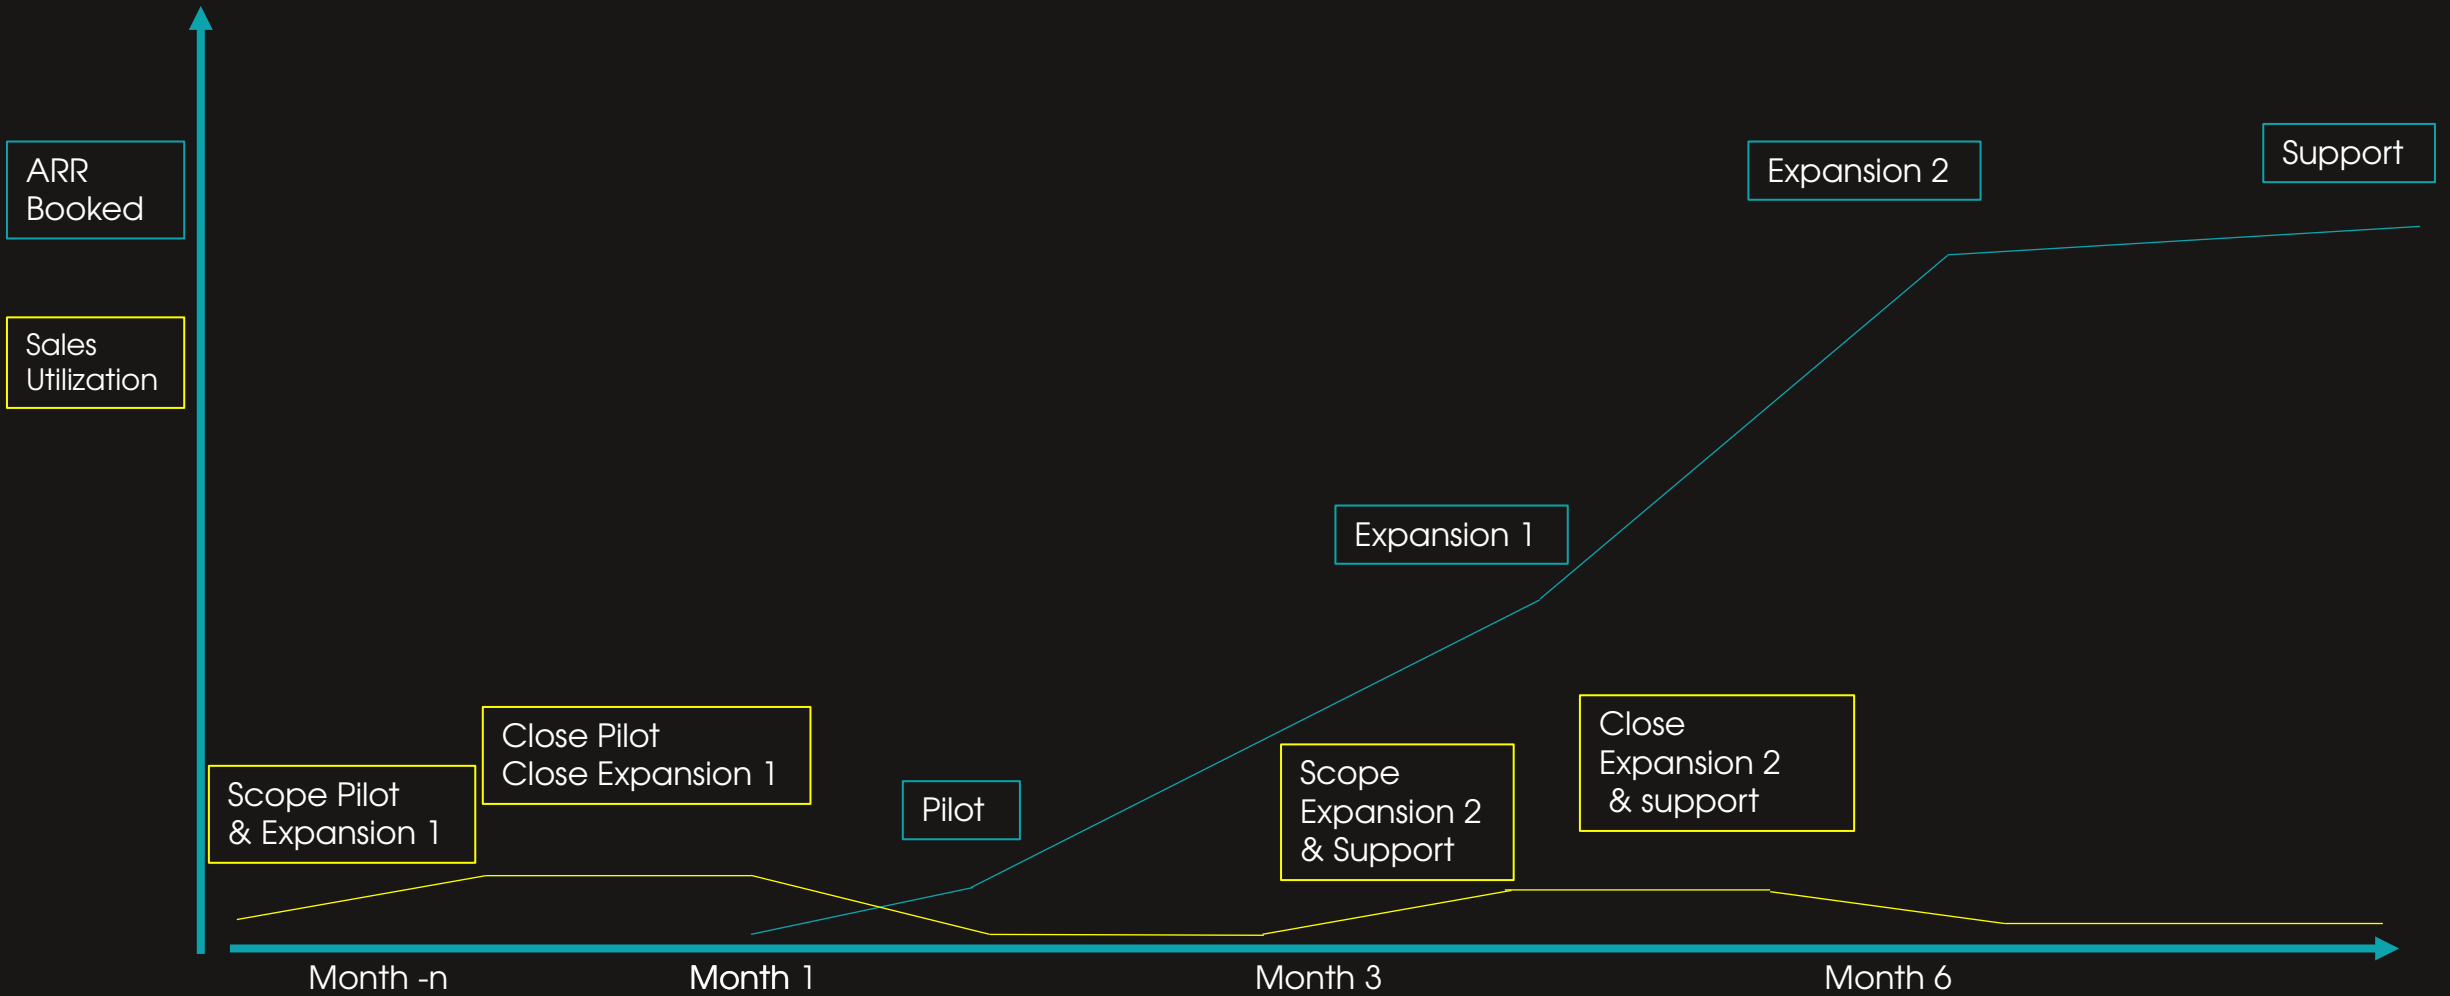 ARR
Booked
Sales
Utilization
Scope Pilot
& Expansion 1
Close Pilot
Close Expansion 1
Pilot
Expansion 1
Scope
Expansion 2
& Support
Close
Expansion 2
& support
Expansion 2
Support
Month -n
Month 1
Month 3
Month 6